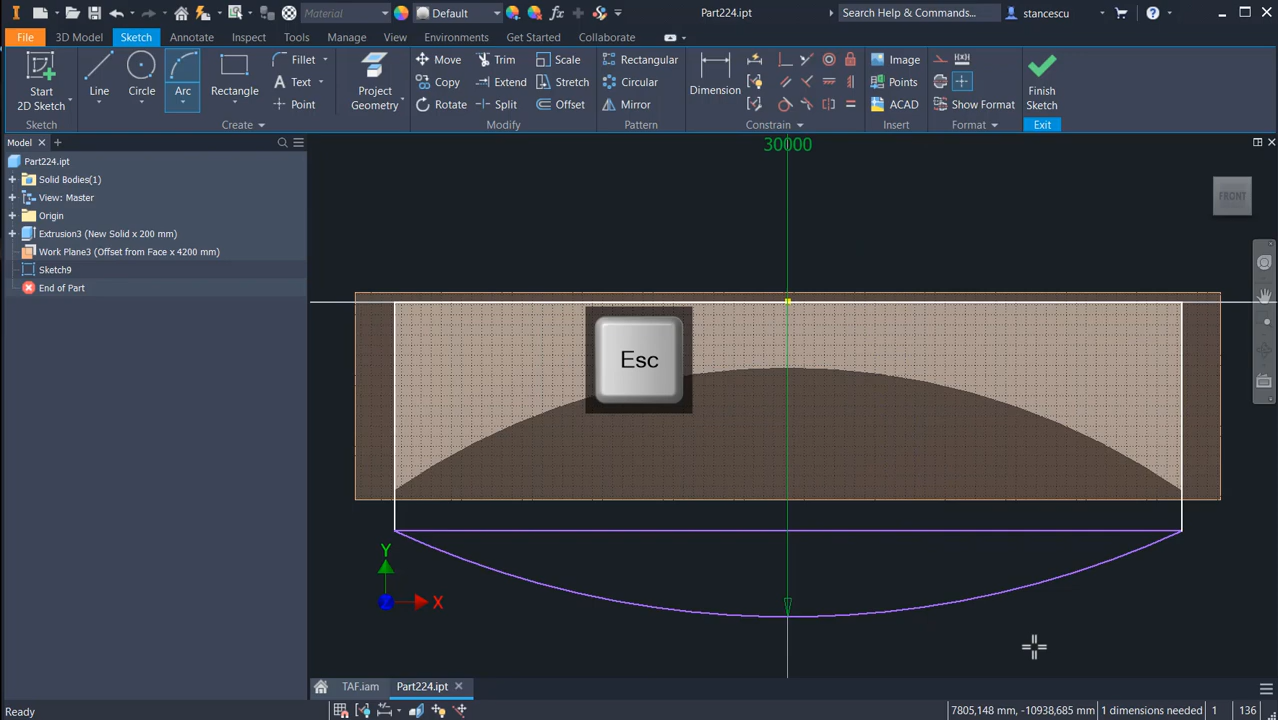 Material
Default
Part224.ipt
Search Help & Commands...
stancescu
File
3D Model
Sketch
Annotate
Inspect
Tools
Manage
View
Environments
Get Started
Collaborate
Start
2D Sketch
Line
Circle
Arc
Rectangle
Fillet
Text
Point
Project
Geometry
Move
Copy
Rotate
Trim
Extend
Split
Scale
Stretch
Offset
Rectangular
Circular
Mirror
Dimension
Image
Points
ACAD
Show Format
Finish
Sketch
Sketch
Create
Modify
Pattern
Constrain
Insert
Format
Exit
Model
Part224.ipt
Solid Bodies(1)
View: Master
Origin
Extrusion3 (New Solid x 200 mm)
Work Plane3 (Offset from Face x 4200 mm)
Sketch9
End of Part
30000
FRONT
Esc
Y
X
Z
TAF.iam
Part224.ipt
Ready
7805,148 mm, -10938,685 mm
1 dimensions needed
1
136